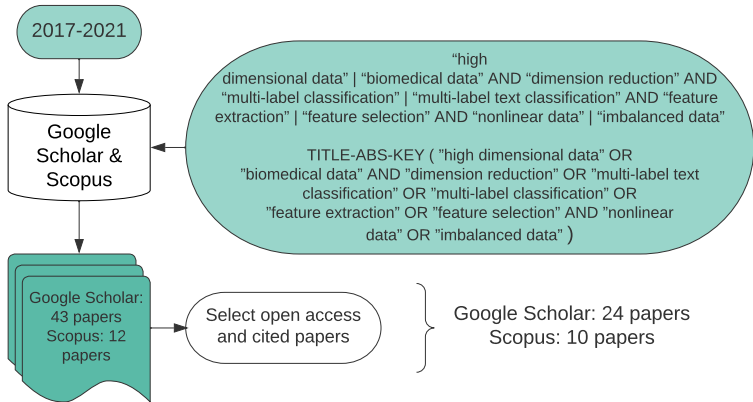 2017-2021
“high
dimensional data” | “biomedical data” AND “dimension reduction” AND
“multi-label classification” | “multi-label text classification” AND “feature
extraction” | “feature selection” AND “nonlinear data” | “imbalanced data”
TITLE-ABS-KEY ( ”high dimensional data” OR
”biomedical data” AND ”dimension reduction” OR ”multi-label text
classification” OR ”multi-label classification” OR
”feature extraction” OR ”feature selection” AND ”nonlinear
data” OR ”imbalanced data” )
Google
Scholar &
Scopus
Google Scholar:
43 papers
Scopus: 12
papers
Select open access
and cited papers
Google Scholar: 24 papers
Scopus: 10 papers